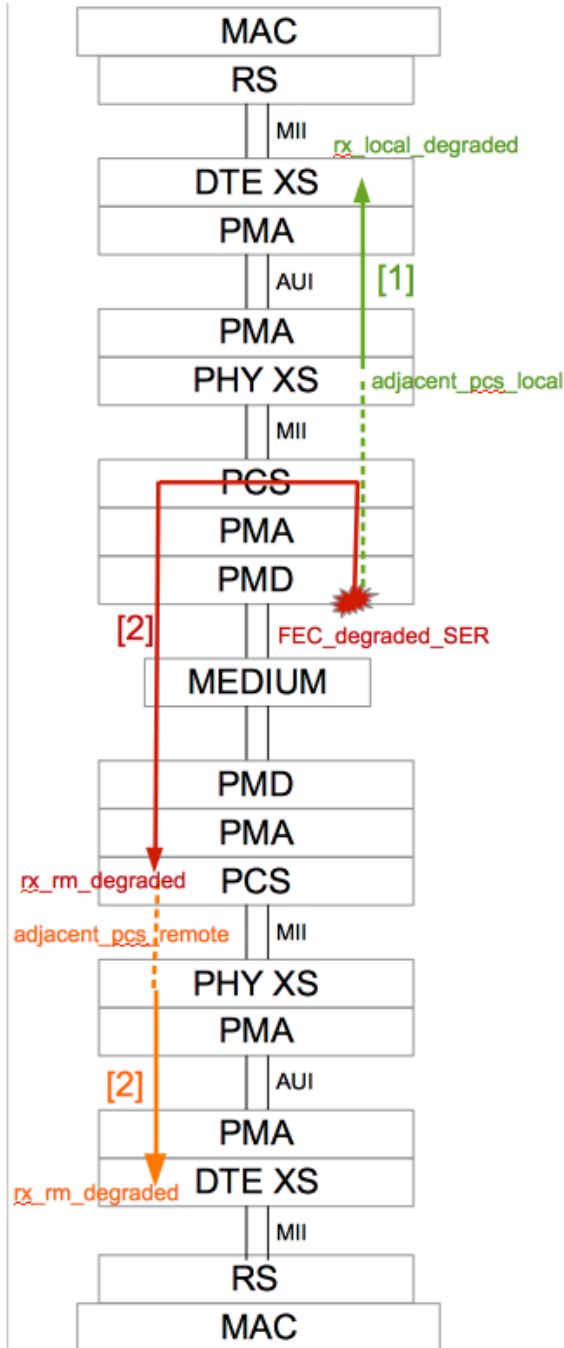 MAC
RS
MII
rx_local_degraded
DTE XS
PMA
AUI
[1]
PMA
PHY XS
adjacent_pcs_local
MII
PCS
PMA
PMD
[2]
FEC_degraded_SER
MEDIUM
PMD
PMA
rx_rm_degraded
PCS
adjacent_pcs_remote
MII
PHY XS
PMA
[2]
AUI
PMA
rx_rm_degraded
DTE XS
MII
RS
MAC